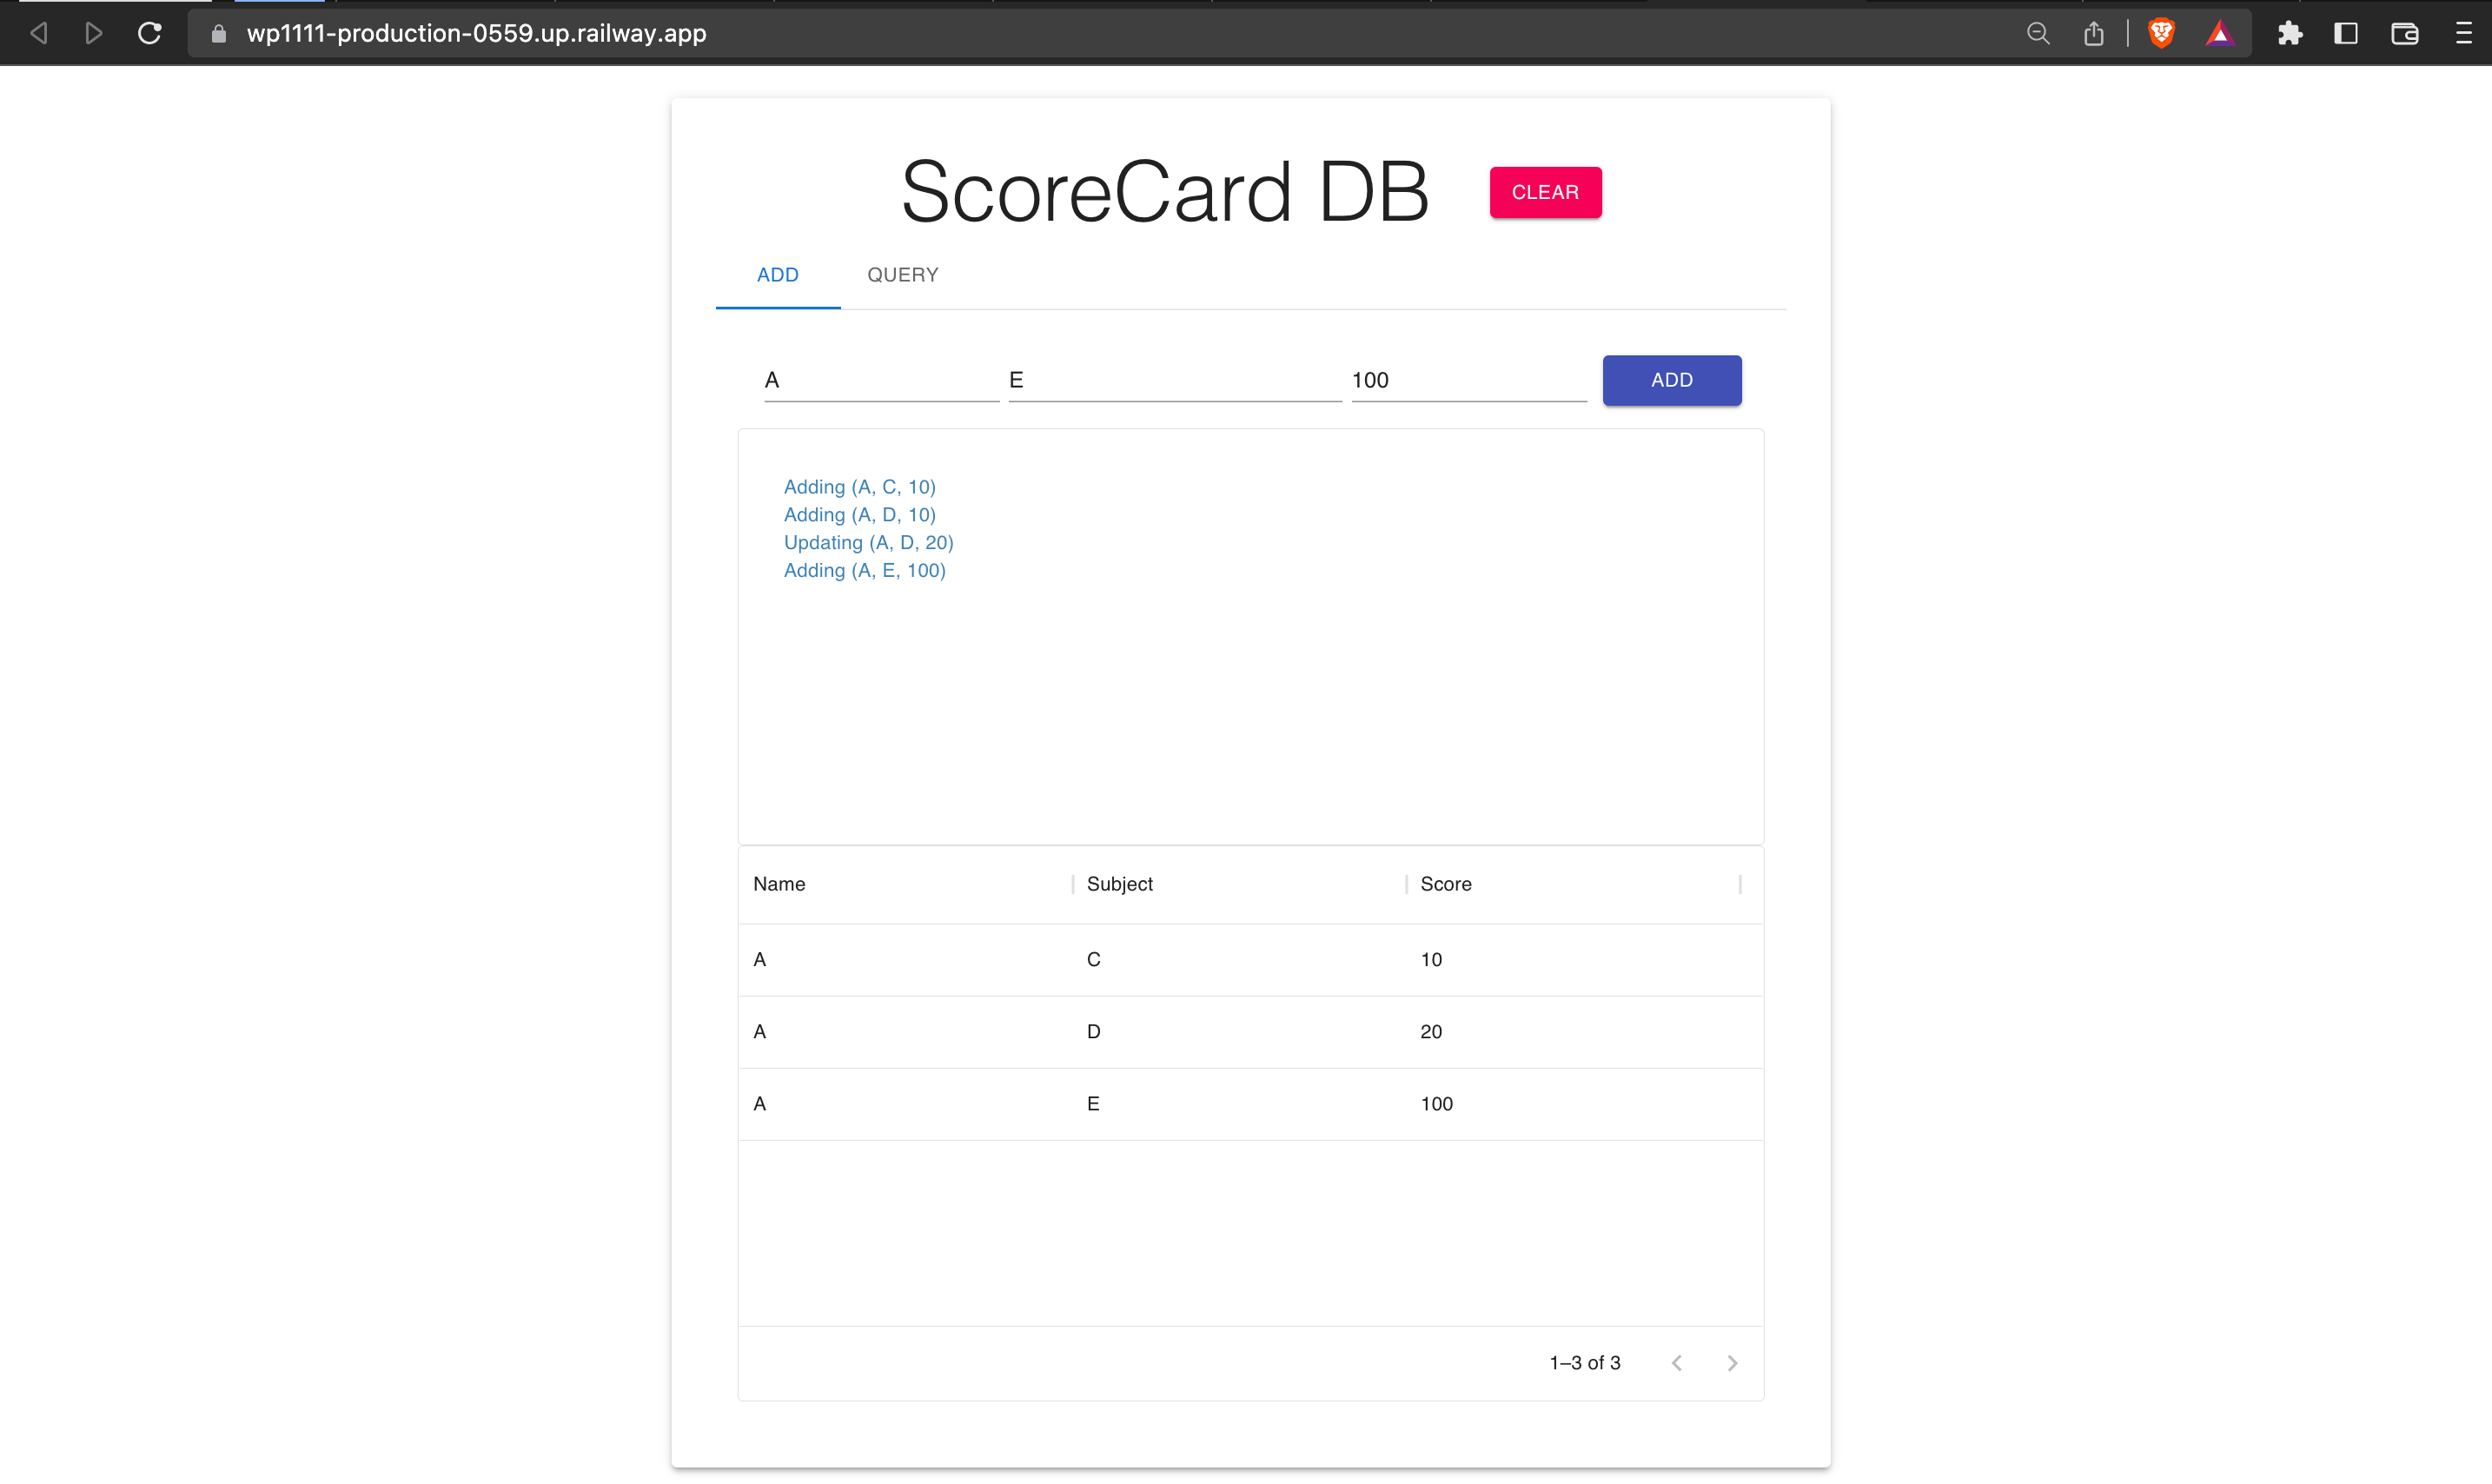 wp1111-production-0559.up.railway.app
ScoreCard DB CLEAR
ADD QUERY
A E 100 ADD
Adding (A, C, 10)
Adding (A, D, 10)
Updating (A, D, 20)
Adding (A, E, 100)
Name Subject Score
A C 10
A D 20
A E 100
1–3 of 3